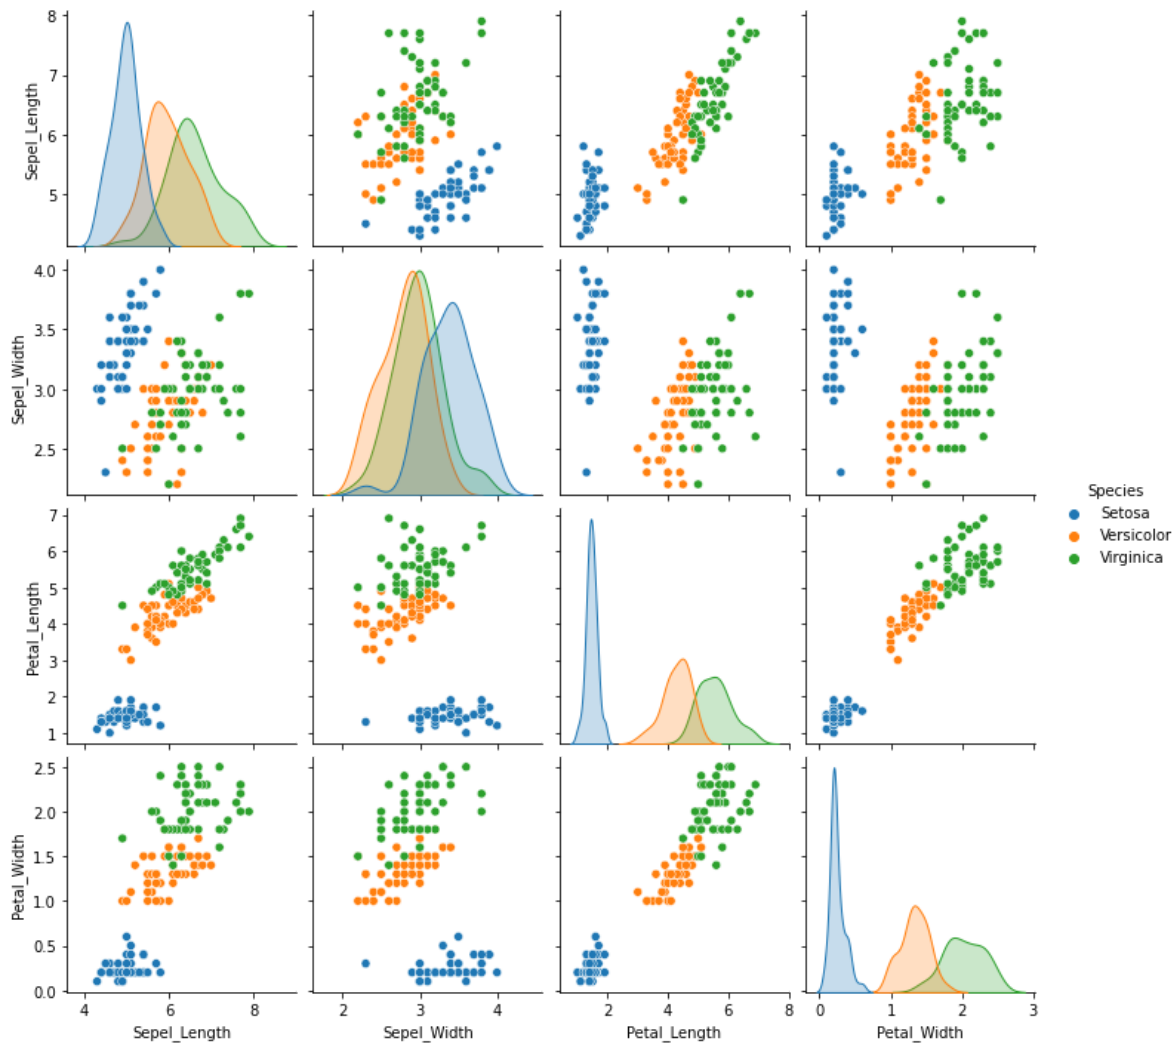 8
7
6
5
Sepel_Length
4.0
3.5
3.0
2.5
Sepel_Width
Species
Setosa
Versicolor
Virginica
7
6
5
4
3
2
1
Petal_Length
2.5
2.0
1.5
1.0
0.5
0.0
Petal_Width
4 6 8
2 3 4
2 4 6 8
0 1 2 3
Sepel_Length
Sepel_Width
Petal_Length
Petal_Width